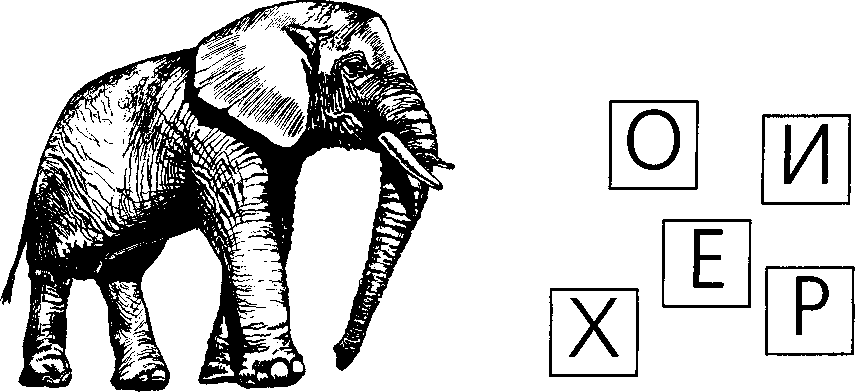 О И
Е
Х Р